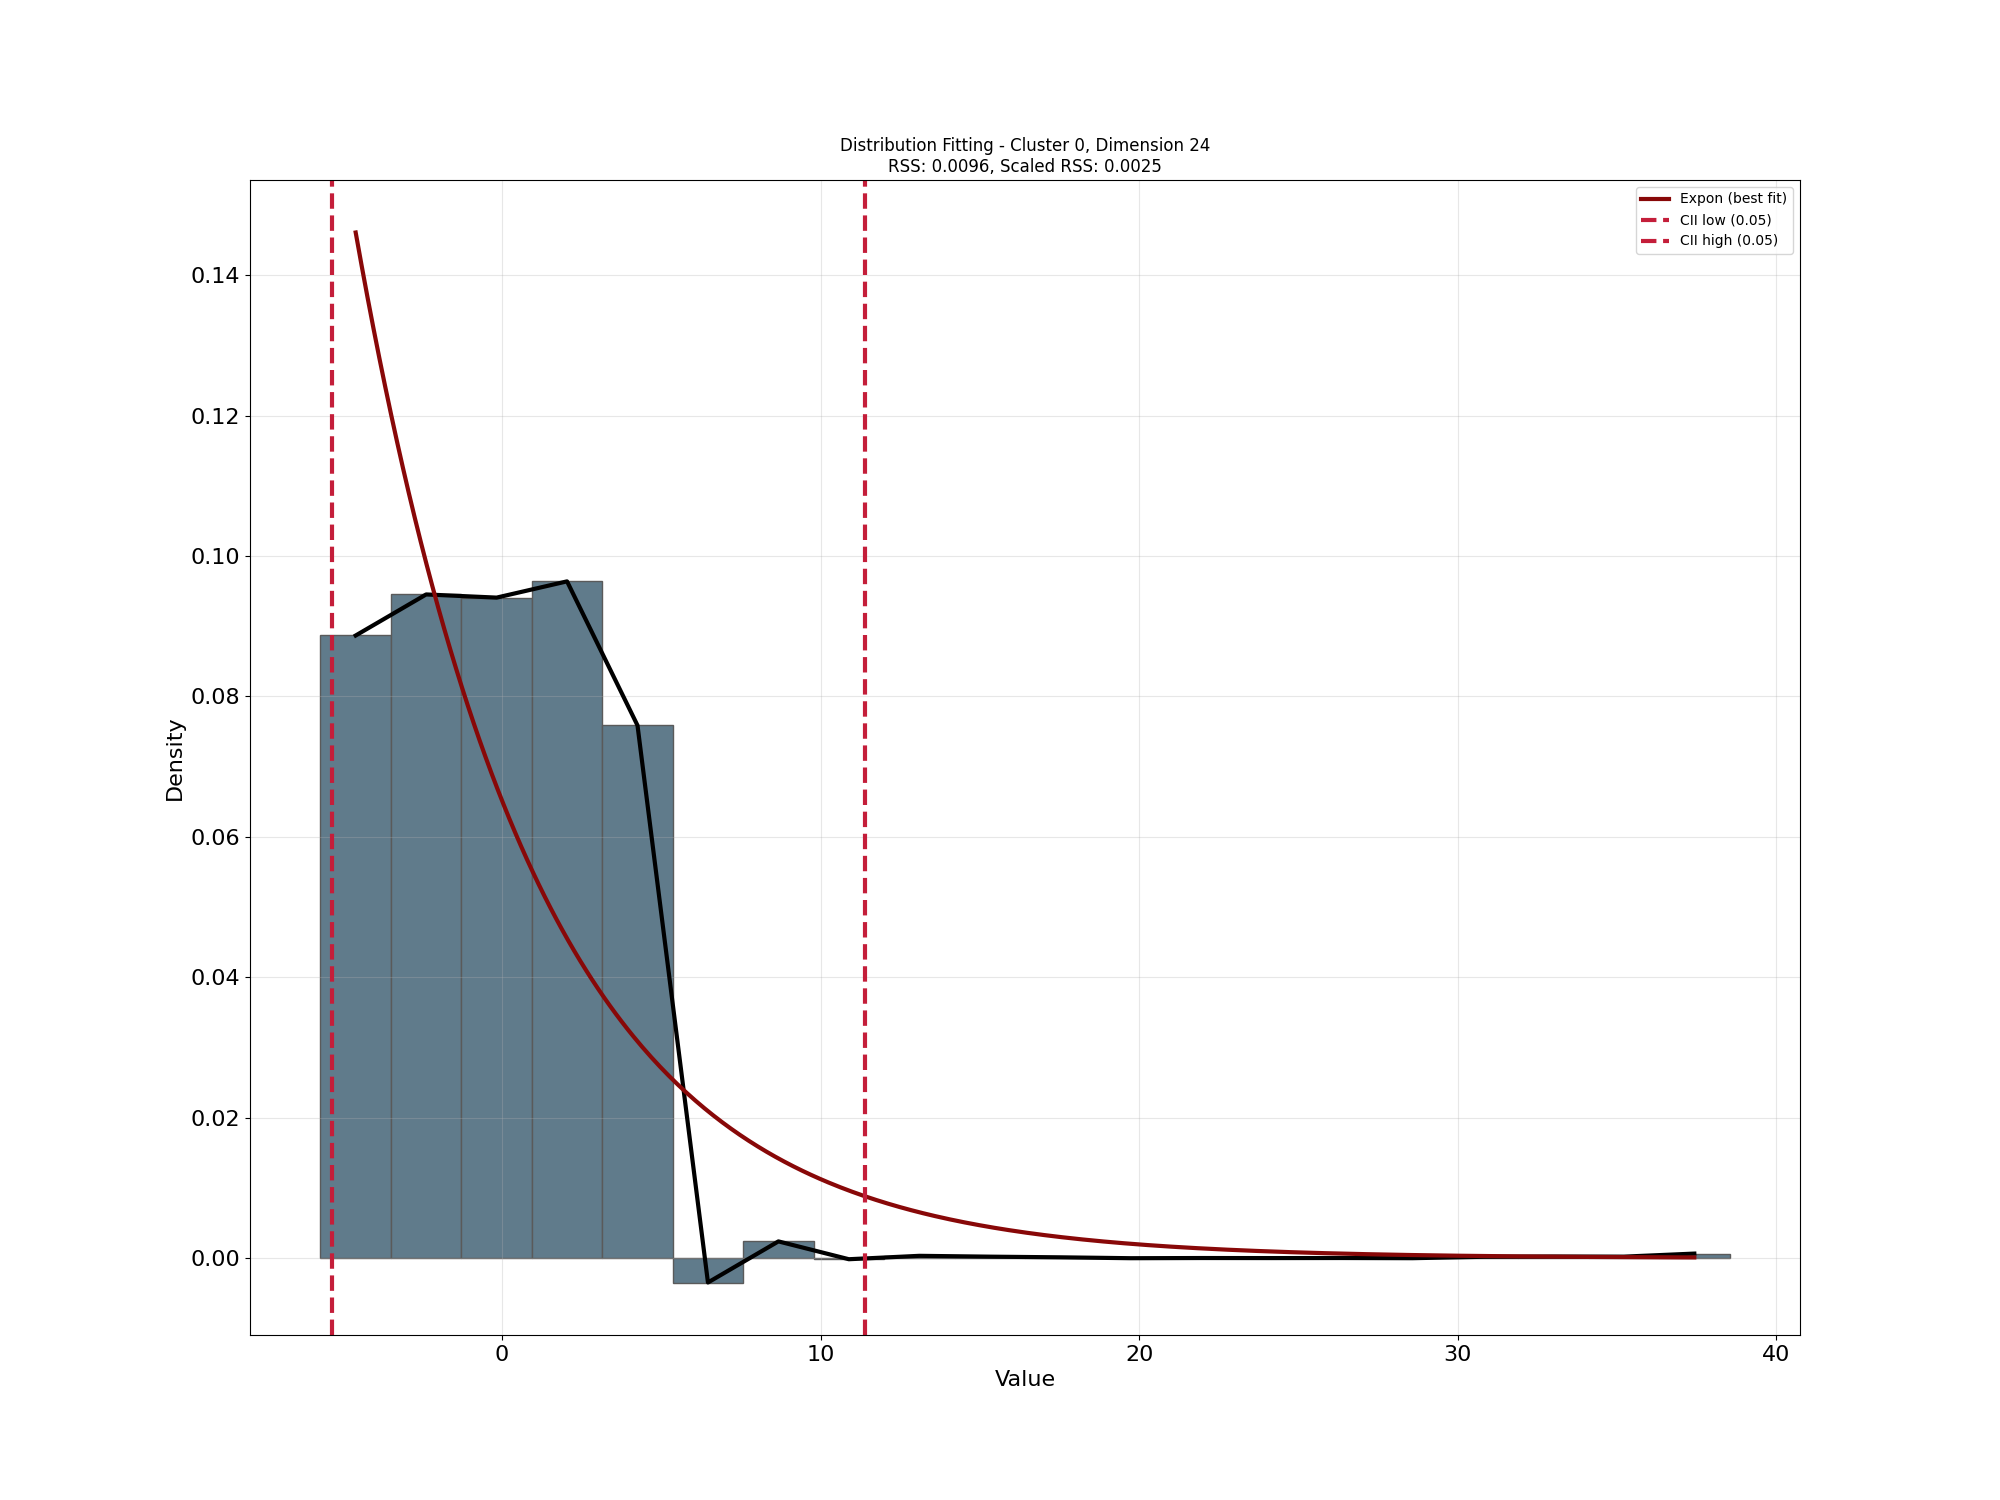 Distribution Fitting - Cluster 0, Dimension 24
RSS: 0.0096, Scaled RSS: 0.0025
Expon (best fit)
CII low (0.05)
CII high (0.05)
0.14
0.12
0.10
0.08
0.06
0.04
0.02
0.00
Density
0 10 20 30 40
Value